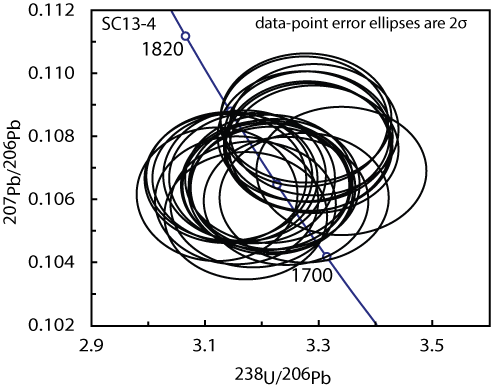 0.112
SC13-4 data-point error ellipses are 2σ
1820
0.110
0.108
207Pb/206Pb
0.106
0.104
1700
0.102
2.9 3.1 3.3 3.5
238U/206Pb